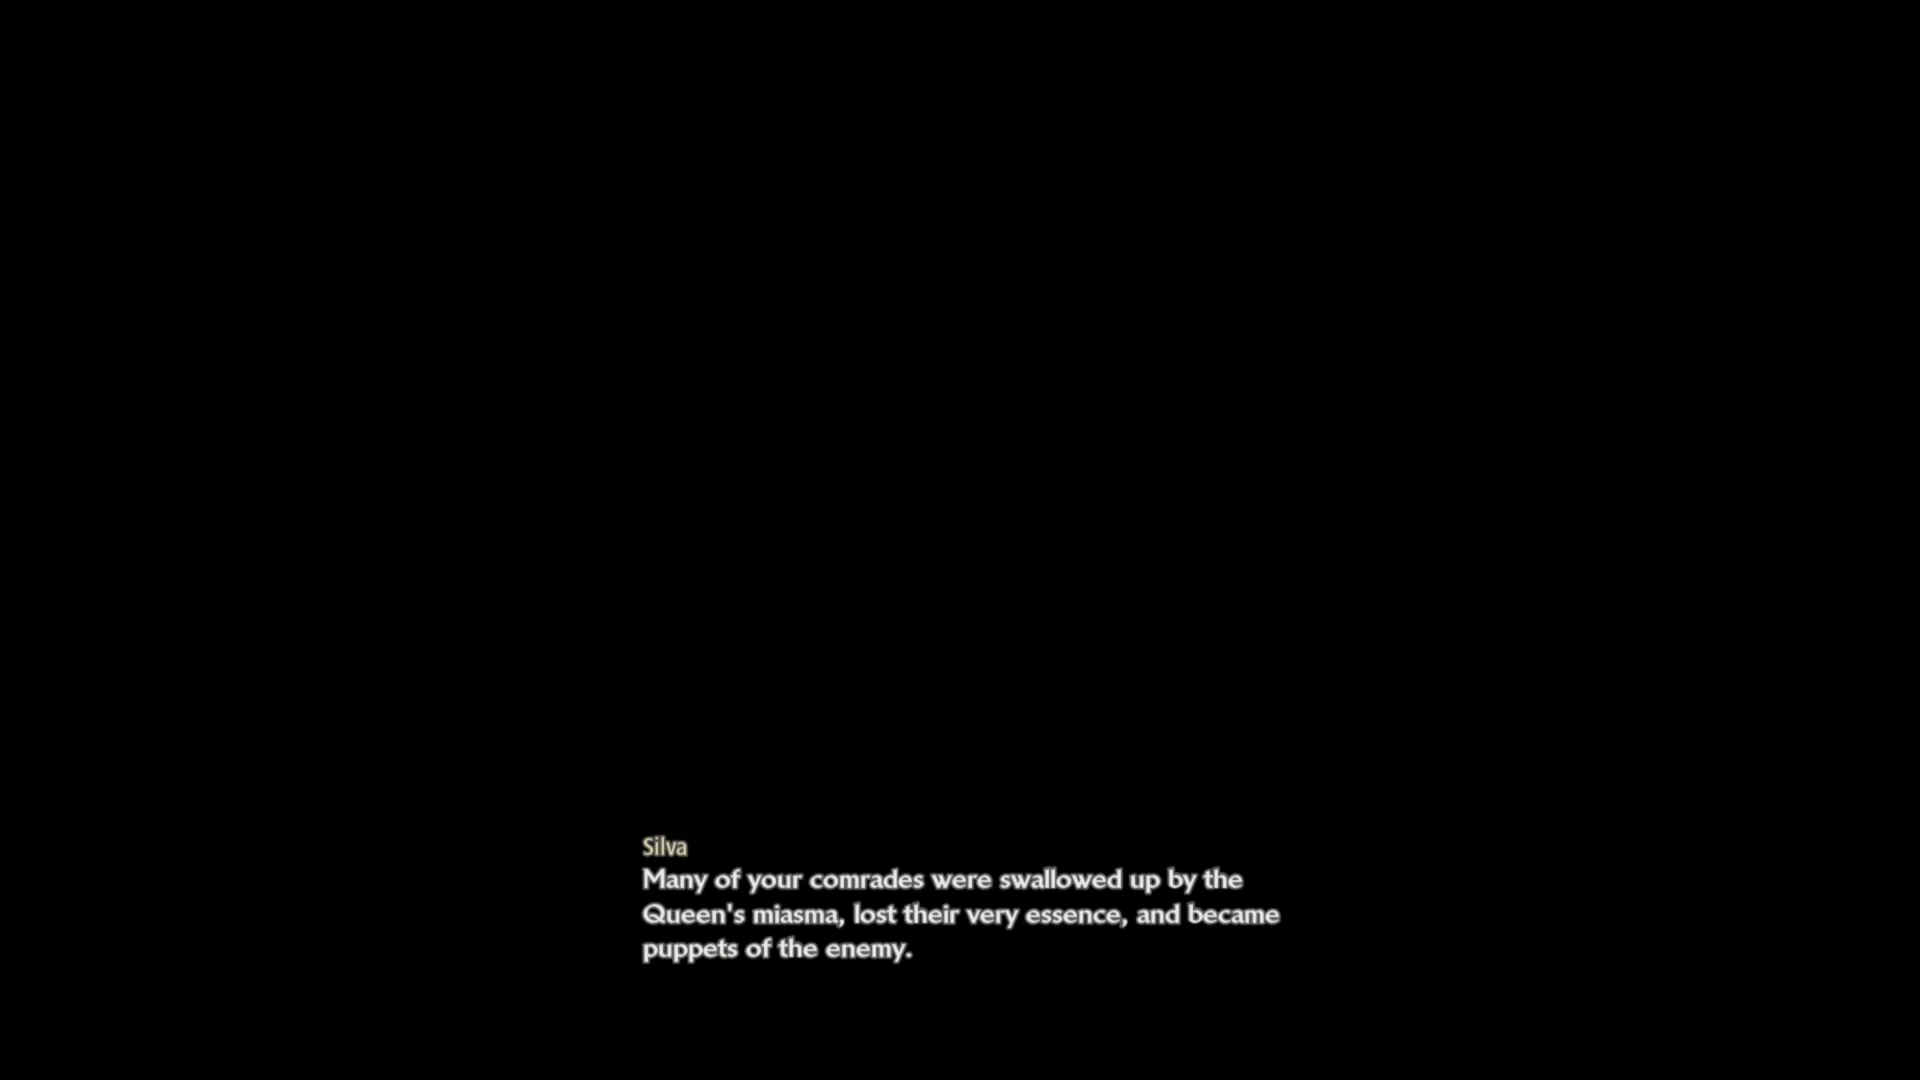 Silva
Many of your comrades were swallowed up by the
Queen's miasma, lost their very essence, and became
puppets of the enemy.